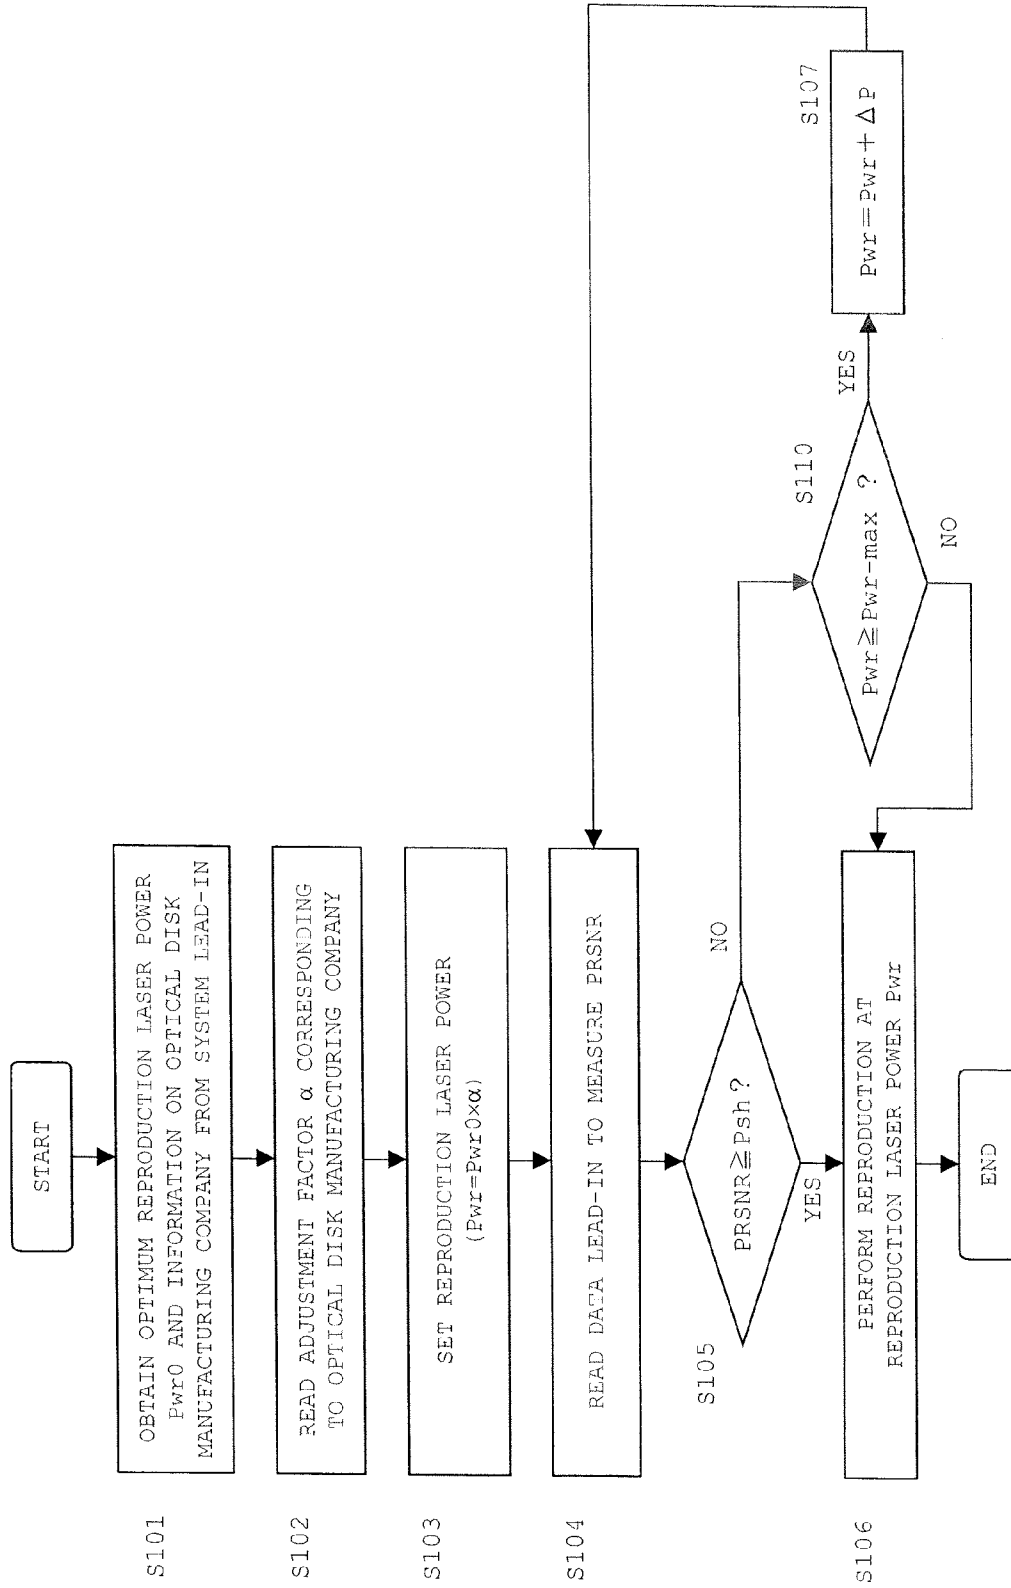 START
S101
OBTAIN OPTIMUM REPRODUCTION LASER POWER
Pwr0 AND INFORMATION ON OPTICAL DISK
MANUFACTURING COMPANY FROM SYSTEM LEAD-IN
S102
READ ADJUSTMENT FACTOR α CORRESPONDING
TO OPTICAL DISK MANUFACTURING COMPANY
S103
SET REPRODUCTION LASER POWER
(Pwr=Pwr0×α)
S104
READ DATA LEAD-IN TO MEASURE PRSNR
S105
PRSNR≧Psh?
NO
YES
S110
Pwr≧Pwr-max ?
YES
NO
S107
Pwr=Pwr+ΔP
S106
PERFORM REPRODUCTION AT
REPRODUCTION LASER POWER Pwr
END